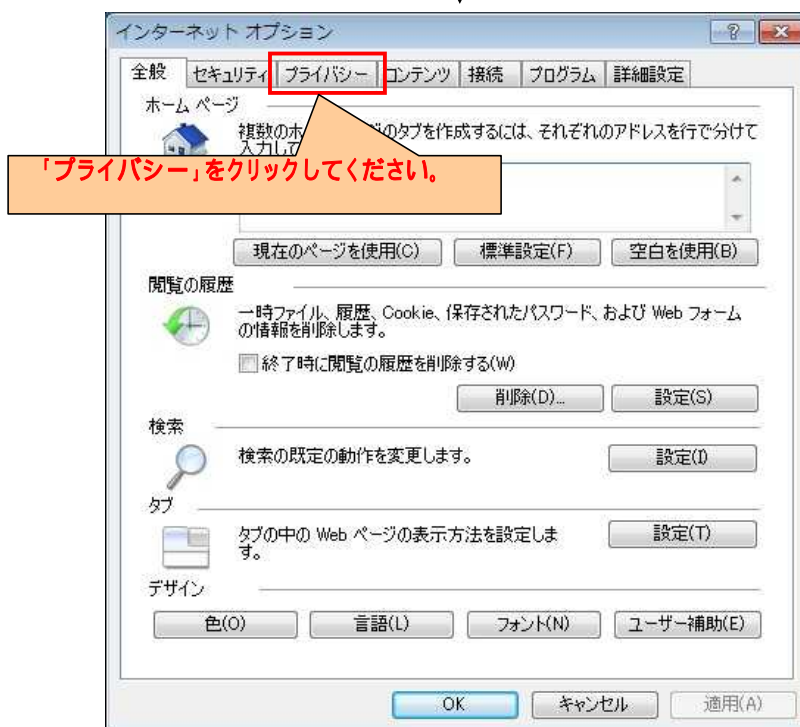 インターネット オプション
全般 セキュリティ プライバシー コンテンツ 接続 プログラム 詳細設定
ホーム ページ
複数のホ のタブを作成するには、それぞれのアドレスを行で分けて
入力して
「プライバシー」をクリックしてください。
現在のページを使用(C) 標準設定(F) 空白を使用(B)
閲覧の履歴
一時ファイル、履歴、Cookie、保存されたパスワード、および Web フォーム
の情報を削除します。
終了時に閲覧の履歴を削除する(W)
削除(D)... 設定(S)
検索
検索の既定の動作を変更します。 設定(I)
タブ
タブの中の Web ページの表示方法を設定しま 設定(T)
す。
デザイン
色(O) 言語(L) フォント(N) ユーザー補助(E)
OK キャンセル 適用(A)